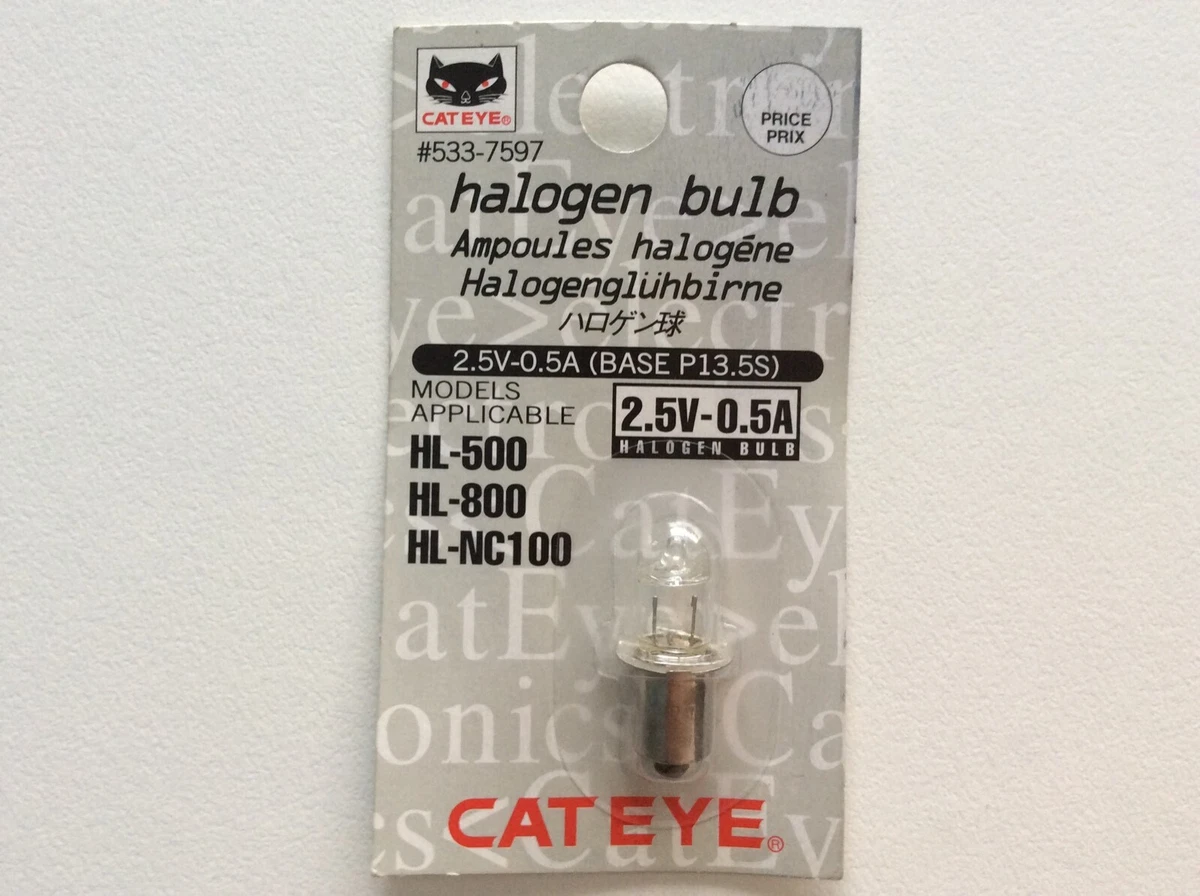 CATEYE®
PRICE
PRIX
#533-7597
halogen bulb
Ampoules halogéne
Halogenglühbirne
ハロゲン球
2.5V-0.5A (BASE P13.5S)
MODELS
APPLICABLE
2.5V-0.5A
HALOGEN BULB
HL-500
HL-800
HL-NC100
CATEYE®